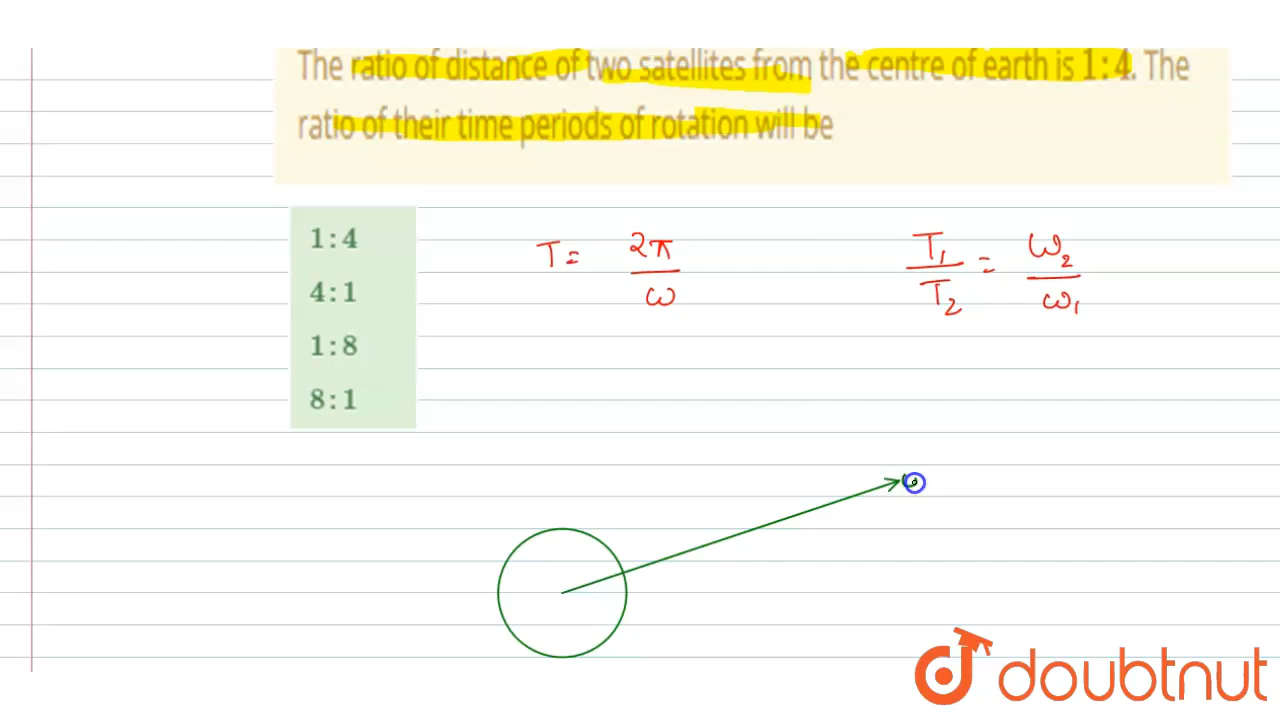 The ratio of distance of two satellites from the centre of earth is 1 : 4. The
ratio of their time periods of rotation will be
1 : 4
4 : 1
1 : 8
8 : 1
T = 2π / ω
T₁ / T₂ = ω₂ / ω₁
doubtnut